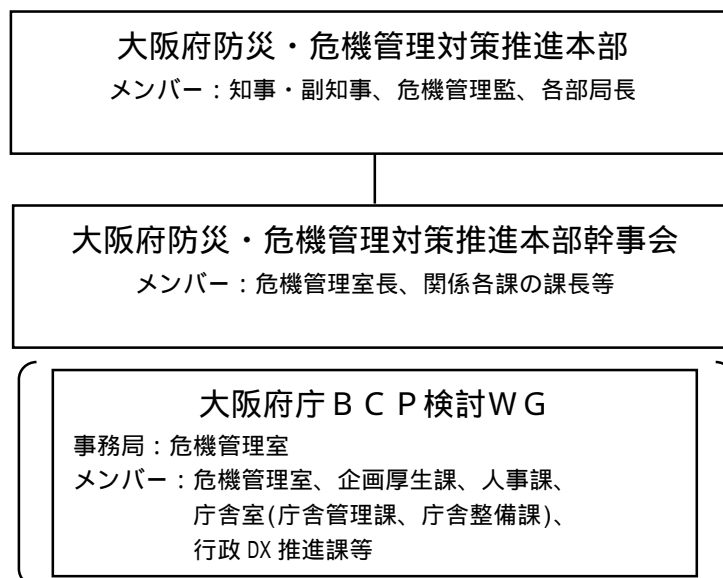 大阪府防災・危機管理対策推進本部
メンバー：知事・副知事、危機管理監、各部局長
大阪府防災・危機管理対策推進本部幹事会
メンバー：危機管理室長、関係各課の課長等
大阪府庁ＢＣＰ検討ＷＧ
事務局：危機管理室
メンバー：危機管理室、企画厚生課、人事課、
庁舎室(庁舎管理課、庁舎整備課)、
行政 DX 推進課等